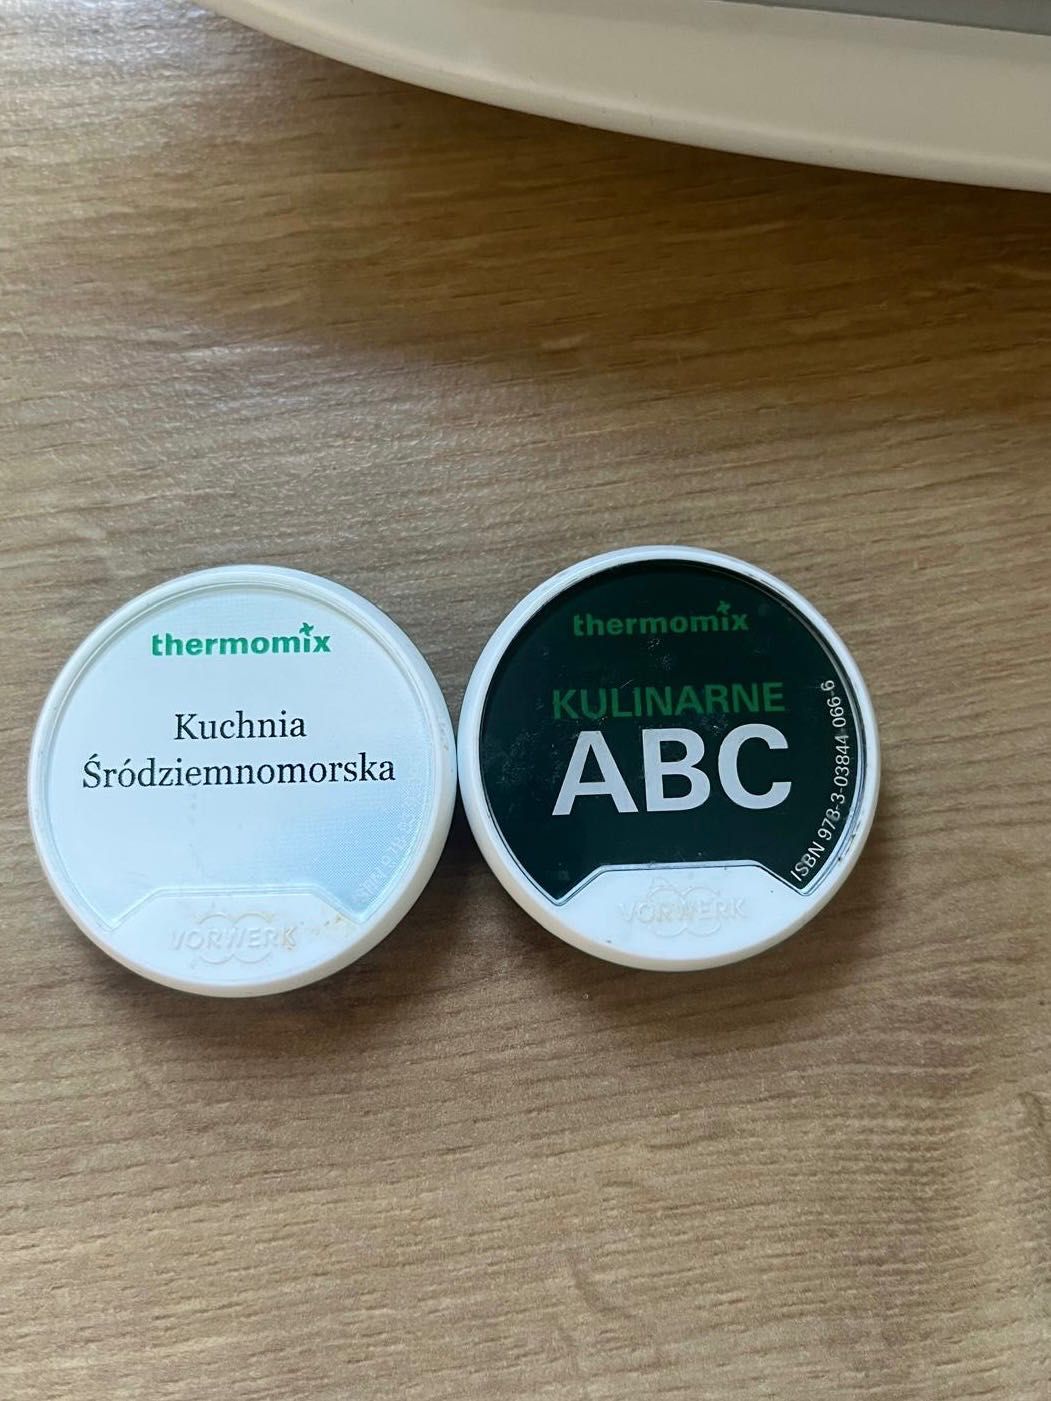 thermomix
Kuchnia
Śródziemnomorska
VORWERK
thermomix
KULINARNE
ABC
ISBN 978-3-03844-066-6
VORWERK